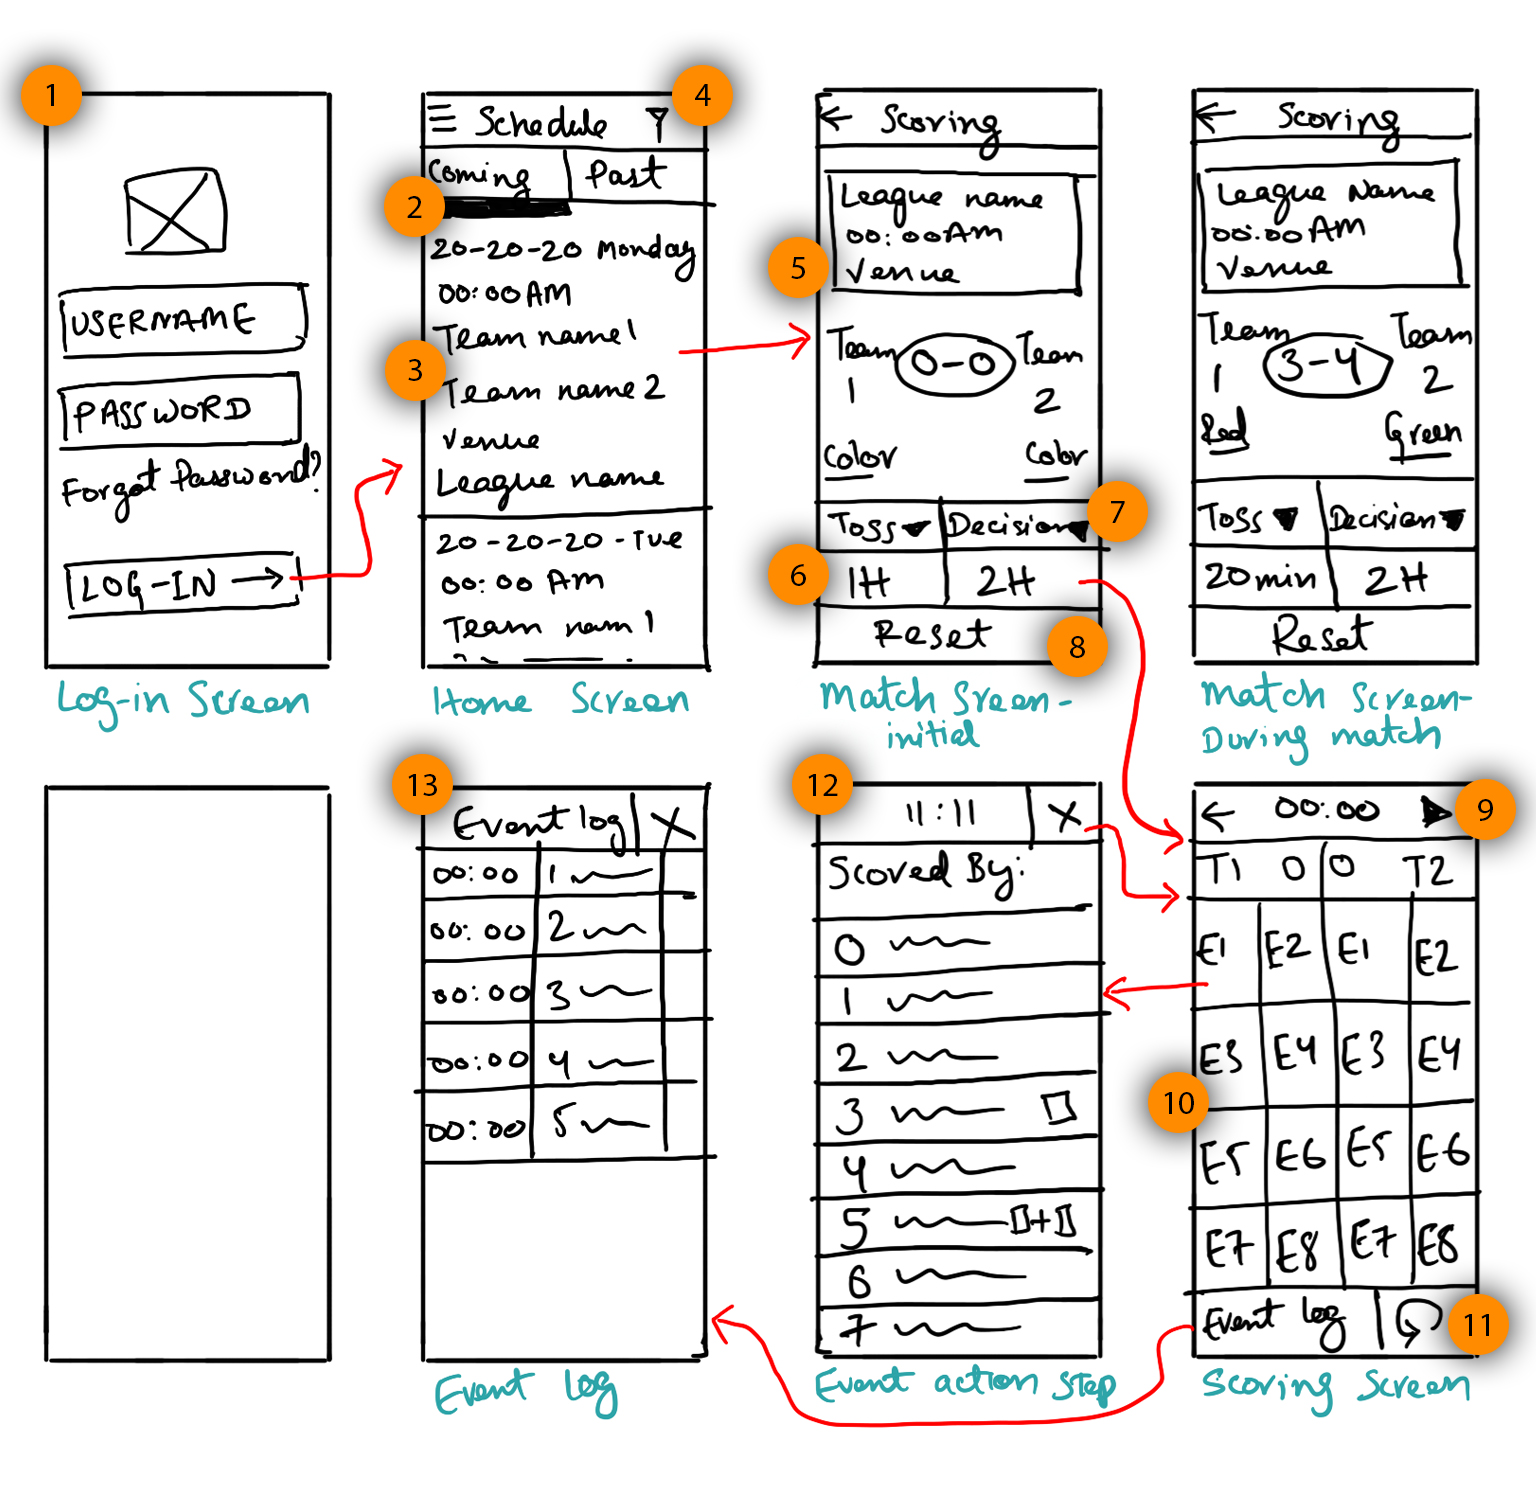 1
USERNAME
PASSWORD
Forgot Password?
LOG-IN →
Log-in Screen
4
Schedule
Coming Past
2
20-20-20 Monday
00:00 AM
Team name 1
3
Team name 2
Venue
League name
20-20-20-Tue
00:00 AM
Team nam 1
Home Screen
← Scoring
League name
00:00 AM
5
Venue
Team 1 0-0 Team 2
Color Color
7
Toss Decision
6
1H 2H
Reset
8
Match Sreen-
initial
← Scoring
League Name
00:00 AM
Venue
Team 1 3-4 Team 2
Red Green
Toss Decision
20 min 2H
Reset
Match Screen-
During match
13
Event log X
00:00 1
00:00 2
00:00 3
00:00 4
00:00 5
Event Log
12
11:11 X
Scored By:
0
1
2
3
4
5 +
6
7
Event action step
← 00:00
9
T1 0 0 T2
E1 E2 E1 E2
E3 E4 E3 E4
10
E5 E6 E5 E6
E7 E8 E7 E8
Event log
11
Scoring Screen